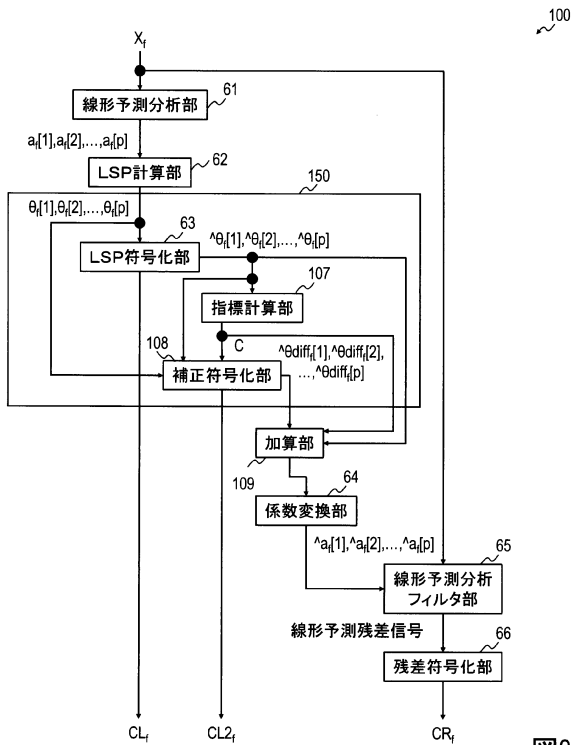 100
X_f
線形予測分析部 61
a_f[1],a_f[2],...,a_f[p]
LSP計算部 62
150
θ_f[1],θ_f[2],...,θ_f[p]
63
^θ_f[1],^θ_f[2],...,^θ_f[p]
LSP符号化部
107
指標計算部
C
108
^θdiff_f[1],^θdiff_f[2],
...,^θdiff_f[p]
補正符号化部
加算部
109
64
係数変換部
^a_f[1],^a_f[2],...,^a_f[p]
65
線形予測分析
フィルタ部
線形予測残差信号
66
残差符号化部
CL_f
CL2_f
CR_f